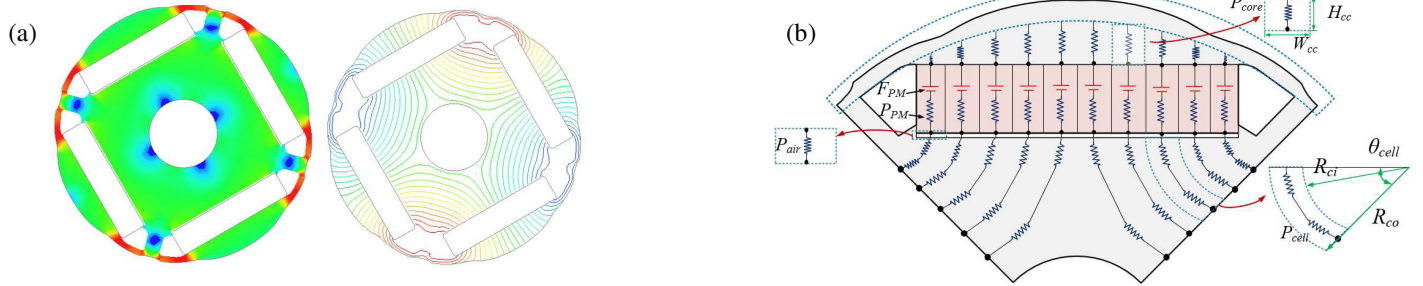 (a)
(b)
P_core
H_cc
W_cc
F_PM
P_PM
P_air
θ_cell
R_ci
R_co
P_cell